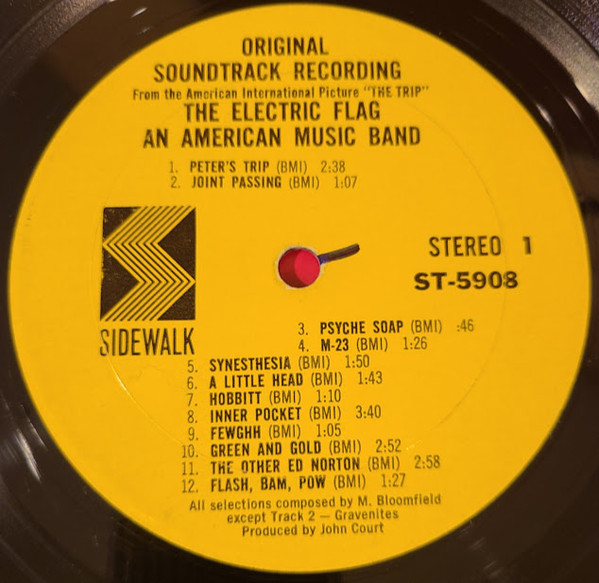 ORIGINAL
SOUNDTRACK RECORDING
From the American International Picture "THE TRIP"
THE ELECTRIC FLAG
AN AMERICAN MUSIC BAND
1. PETER'S TRIP (BMI) 2:38
2. JOINT PASSING (BMI) 1:07
STEREO 1
ST-5908
SIDEWALK
3. PSYCHE SOAP (BMI) :46
4. M-23 (BMI) 1:26
5. SYNESTHESIA (BMI) 1:50
6. A LITTLE HEAD (BMI) 1:43
7. HOBBITT (BMI) 1:10
8. INNER POCKET (BMI) 3:40
9. FEWGHH (BMI) 1:05
10. GREEN AND GOLD (BMI) 2:52
11. THE OTHER ED NORTON (BMI) 2:58
12. FLASH, BAM, POW (BMI) 1:27
All selections composed by M. Bloomfield
except Track 2 — Gravenites
Produced by John Court